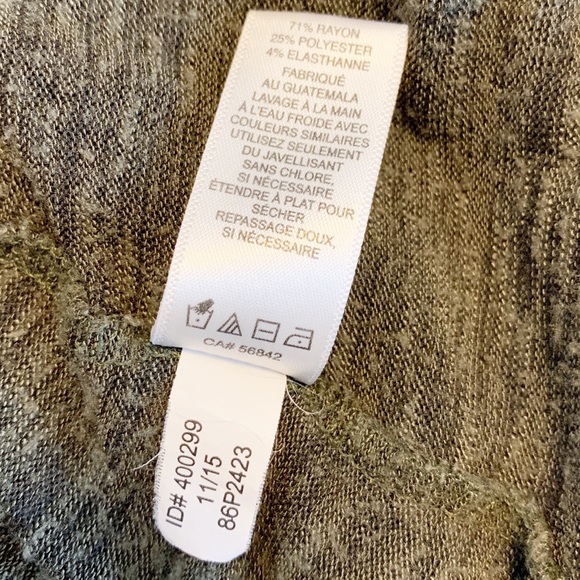 71% RAYON
25% POLYESTER
4% ELASTHANNE
FABRIQUÉ
AU GUATEMALA
LAVAGE À LA MAIN
À L'EAU FROIDE AVEC
COULEURS SIMILAIRES
UTILISEZ SEULEMENT
DU JAVELLISANT
SANS CHLORE,
SI NÉCESSAIRE
ÉTENDRE À PLAT POUR
SÉCHER
REPASSAGE DOUX,
SI NÉCESSAIRE
CA# 56842
ID# 400299
11/15
86P2423